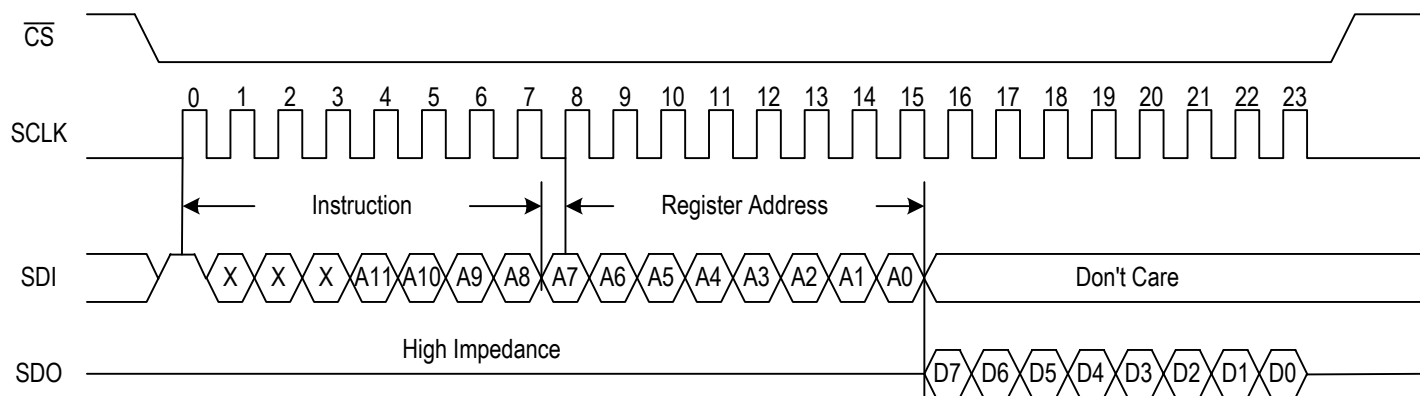 CS
0 1 2 3 4 5 6 7 8 9 10 11 12 13 14 15 16 17 18 19 20 21 22 23
SCLK
Instruction Register Address
SDI X X X A11 A10 A9 A8 A7 A6 A5 A4 A3 A2 A1 A0 Don't Care
High Impedance
SDO D7 D6 D5 D4 D3 D2 D1 D0